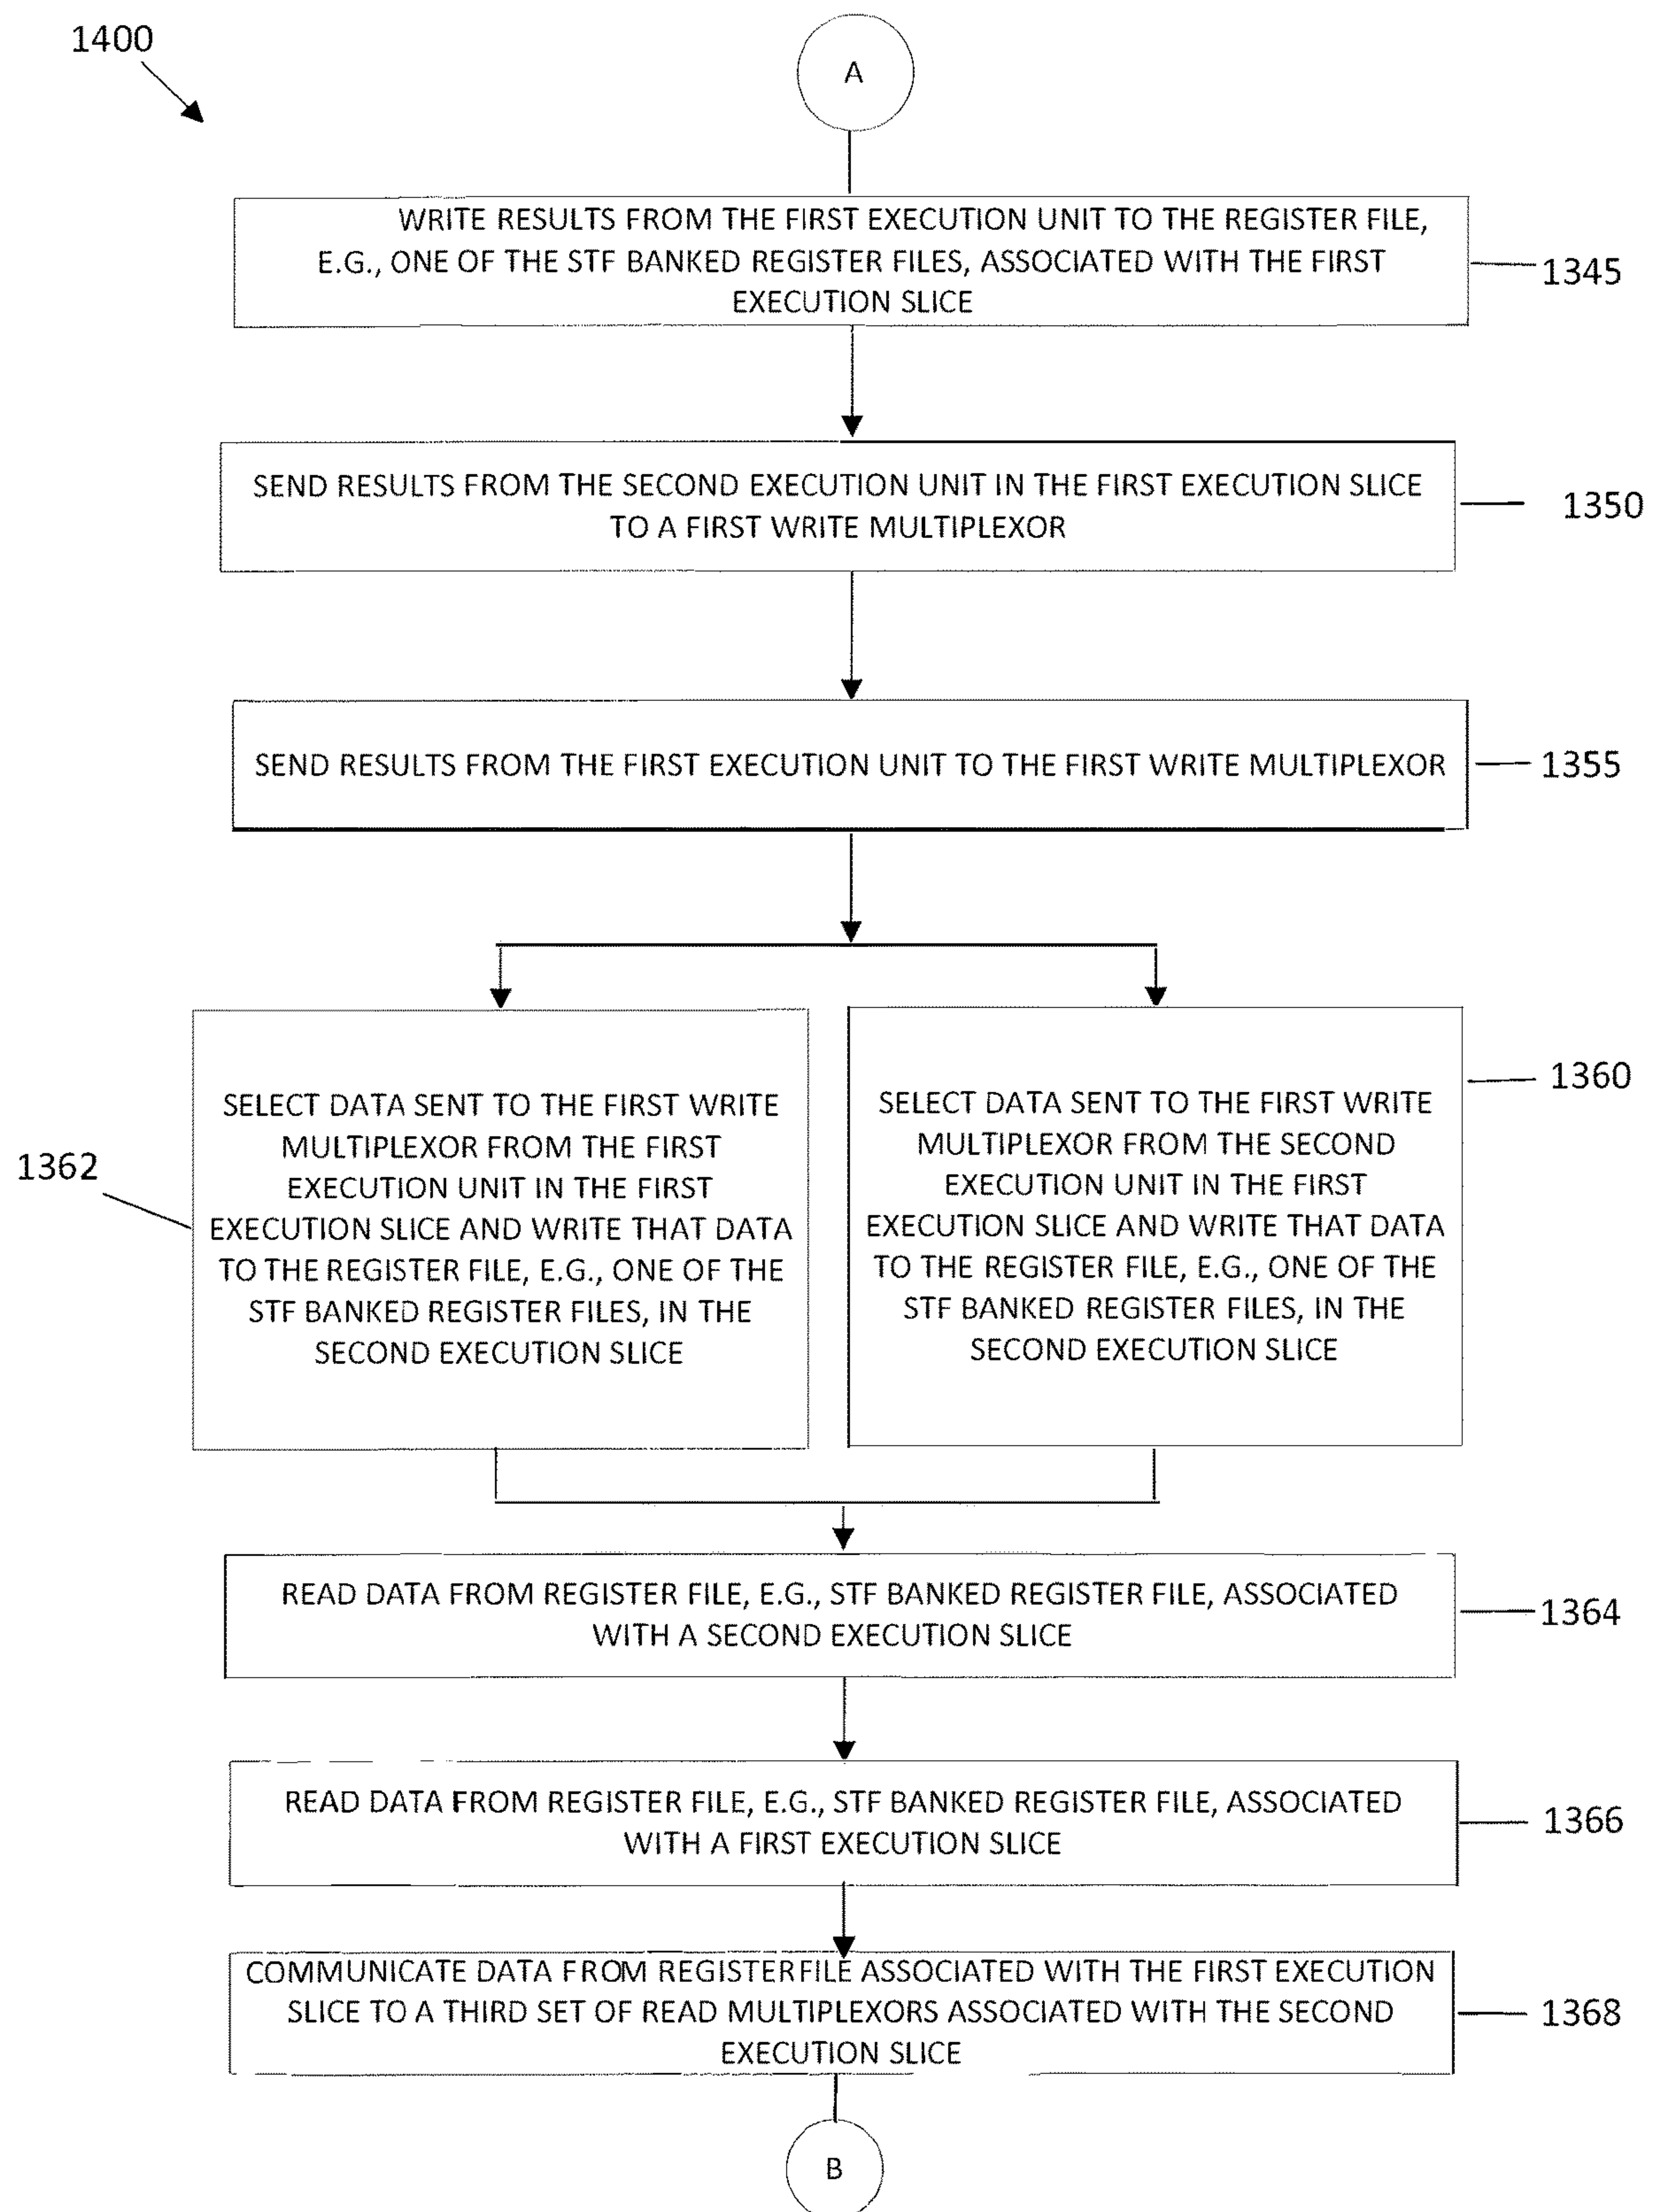 1400
A
WRITE RESULTS FROM THE FIRST EXECUTION UNIT TO THE REGISTER FILE,
E.G., ONE OF THE STF BANKED REGISTER FILES, ASSOCIATED WITH THE FIRST
EXECUTION SLICE
1345
SEND RESULTS FROM THE SECOND EXECUTION UNIT IN THE FIRST EXECUTION SLICE
TO A FIRST WRITE MULTIPLEXOR
1350
SEND RESULTS FROM THE FIRST EXECUTION UNIT TO THE FIRST WRITE MULTIPLEXOR
1355
1362
SELECT DATA SENT TO THE FIRST WRITE
MULTIPLEXOR FROM THE FIRST
EXECUTION UNIT IN THE FIRST
EXECUTION SLICE AND WRITE THAT DATA
TO THE REGISTER FILE, E.G., ONE OF THE
STF BANKED REGISTER FILES, IN THE
SECOND EXECUTION SLICE
SELECT DATA SENT TO THE FIRST WRITE
MULTIPLEXOR FROM THE SECOND
EXECUTION UNIT IN THE FIRST
EXECUTION SLICE AND WRITE THAT DATA
TO THE REGISTER FILE, E.G., ONE OF THE
STF BANKED REGISTER FILES, IN THE
SECOND EXECUTION SLICE
1360
READ DATA FROM REGISTER FILE, E.G., STF BANKED REGISTER FILE, ASSOCIATED
WITH A SECOND EXECUTION SLICE
1364
READ DATA FROM REGISTER FILE, E.G., STF BANKED REGISTER FILE, ASSOCIATED
WITH A FIRST EXECUTION SLICE
1366
COMMUNICATE DATA FROM REGISTERFILE ASSOCIATED WITH THE FIRST EXECUTION
SLICE TO A THIRD SET OF READ MULTIPLEXORS ASSOCIATED WITH THE SECOND
EXECUTION SLICE
1368
B